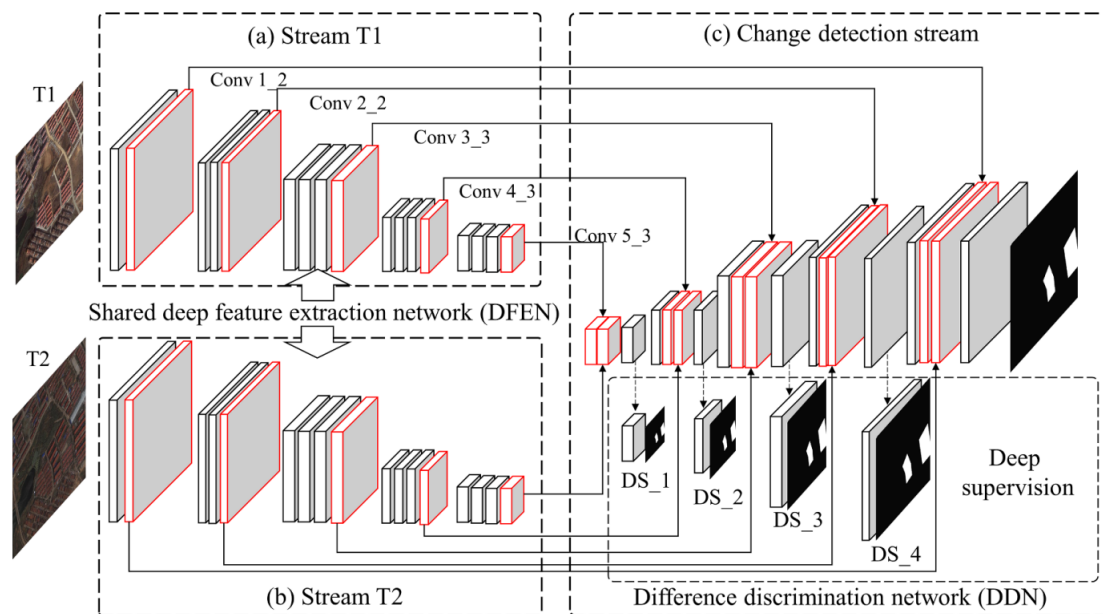 (a) Stream T1
(c) Change detection stream
T1
Conv 1_2
Conv 2_2
Conv 3_3
Conv 4_3
Conv 5_3
Shared deep feature extraction network (DFEN)
T2
DS_1
DS_2
DS_3
DS_4
Deep
supervision
(b) Stream T2
Difference discrimination network (DDN)